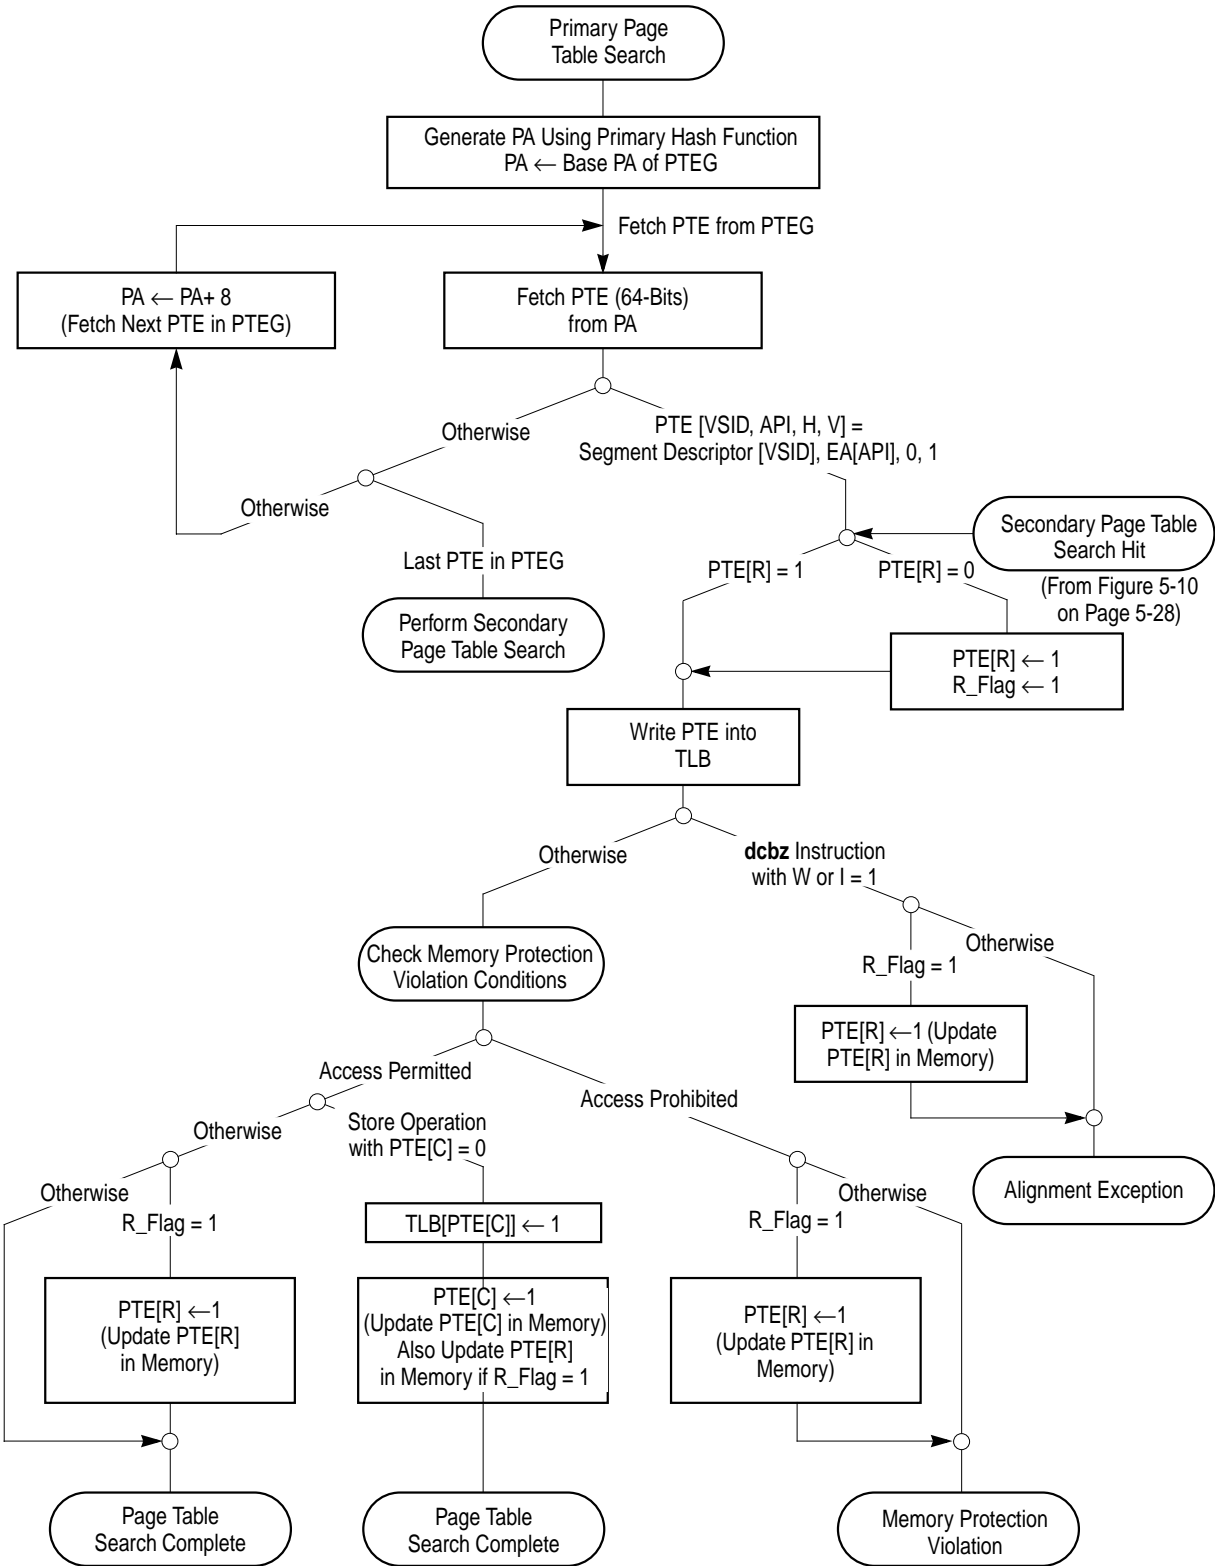 Primary Page
Table Search
Generate PA Using Primary Hash Function
PA ← Base PA of PTEG
Fetch PTE from PTEG
PA ← PA+ 8
(Fetch Next PTE in PTEG)
Fetch PTE (64-Bits)
from PA
Otherwise
PTE [VSID, API, H, V] =
Segment Descriptor [VSID], EA[API], 0, 1
Otherwise
Last PTE in PTEG
Perform Secondary
Page Table Search
Secondary Page Table
Search Hit
(From Figure 5-10
on Page 5-28)
PTE[R] = 1
PTE[R] = 0
PTE[R] ← 1
R_Flag ← 1
Write PTE into
TLB
Otherwise
dcbz Instruction
with W or I = 1
R_Flag = 1
Otherwise
PTE[R] ←1 (Update
PTE[R] in Memory)
Alignment Exception
Check Memory Protection
Violation Conditions
Access Permitted
Access Prohibited
Otherwise
Store Operation
with PTE[C] = 0
Otherwise
R_Flag = 1
TLB[PTE[C]] ← 1
R_Flag = 1
Otherwise
PTE[R] ←1
(Update PTE[R]
in Memory)
PTE[C] ←1
(Update PTE[C] in Memory)
Also Update PTE[R]
in Memory if R_Flag = 1
PTE[R] ←1
(Update PTE[R] in
Memory)
Page Table
Search Complete
Page Table
Search Complete
Memory Protection
Violation